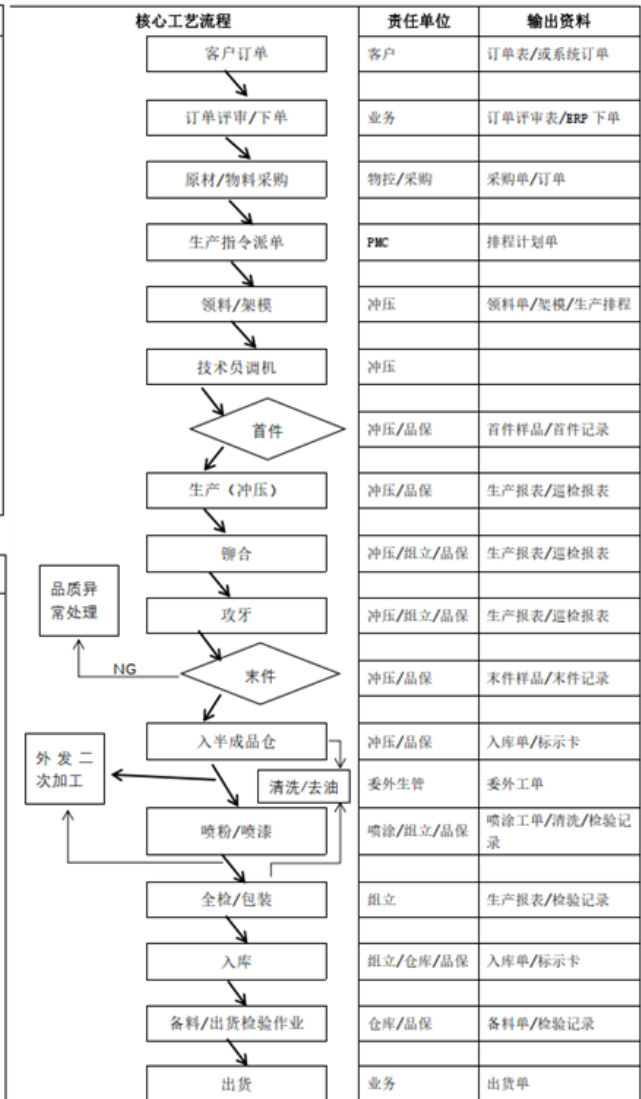 核心工艺流程 责任单位 输出资料
客户订单 客户 订单表/或系统订单
订单评审/下单 业务 订单评审表/ERP 下单
原材/物料采购 物控/采购 采购单/订单
生产指令派单 PMC 排程计划单
领料/架模 冲压 领料单/架模/生产排程
技术员调机 冲压
首件 冲压/品保 首件样品/首件记录
生产（冲压） 冲压/品保 生产报表/巡检报表
铆合 冲压/组立/品保 生产报表/巡检报表
品质异
常处理
攻牙 冲压/组立/品保 生产报表/巡检报表
NG
末件 冲压/品保 末件样品/末件记录
入半成品仓 冲压/品保 入库单/标示卡
外发二
次加工
清洗/去油 委外生管 委外工单
喷粉/喷漆 喷涂/组立/品保 喷涂工单/清洗/检验记
录
全检/包装 组立 生产报表/检验记录
入库 组立/仓库/品保 入库单/标示卡
备料/出货检验作业 仓库/品保 备料单/检验记录
出货 业务 出货单